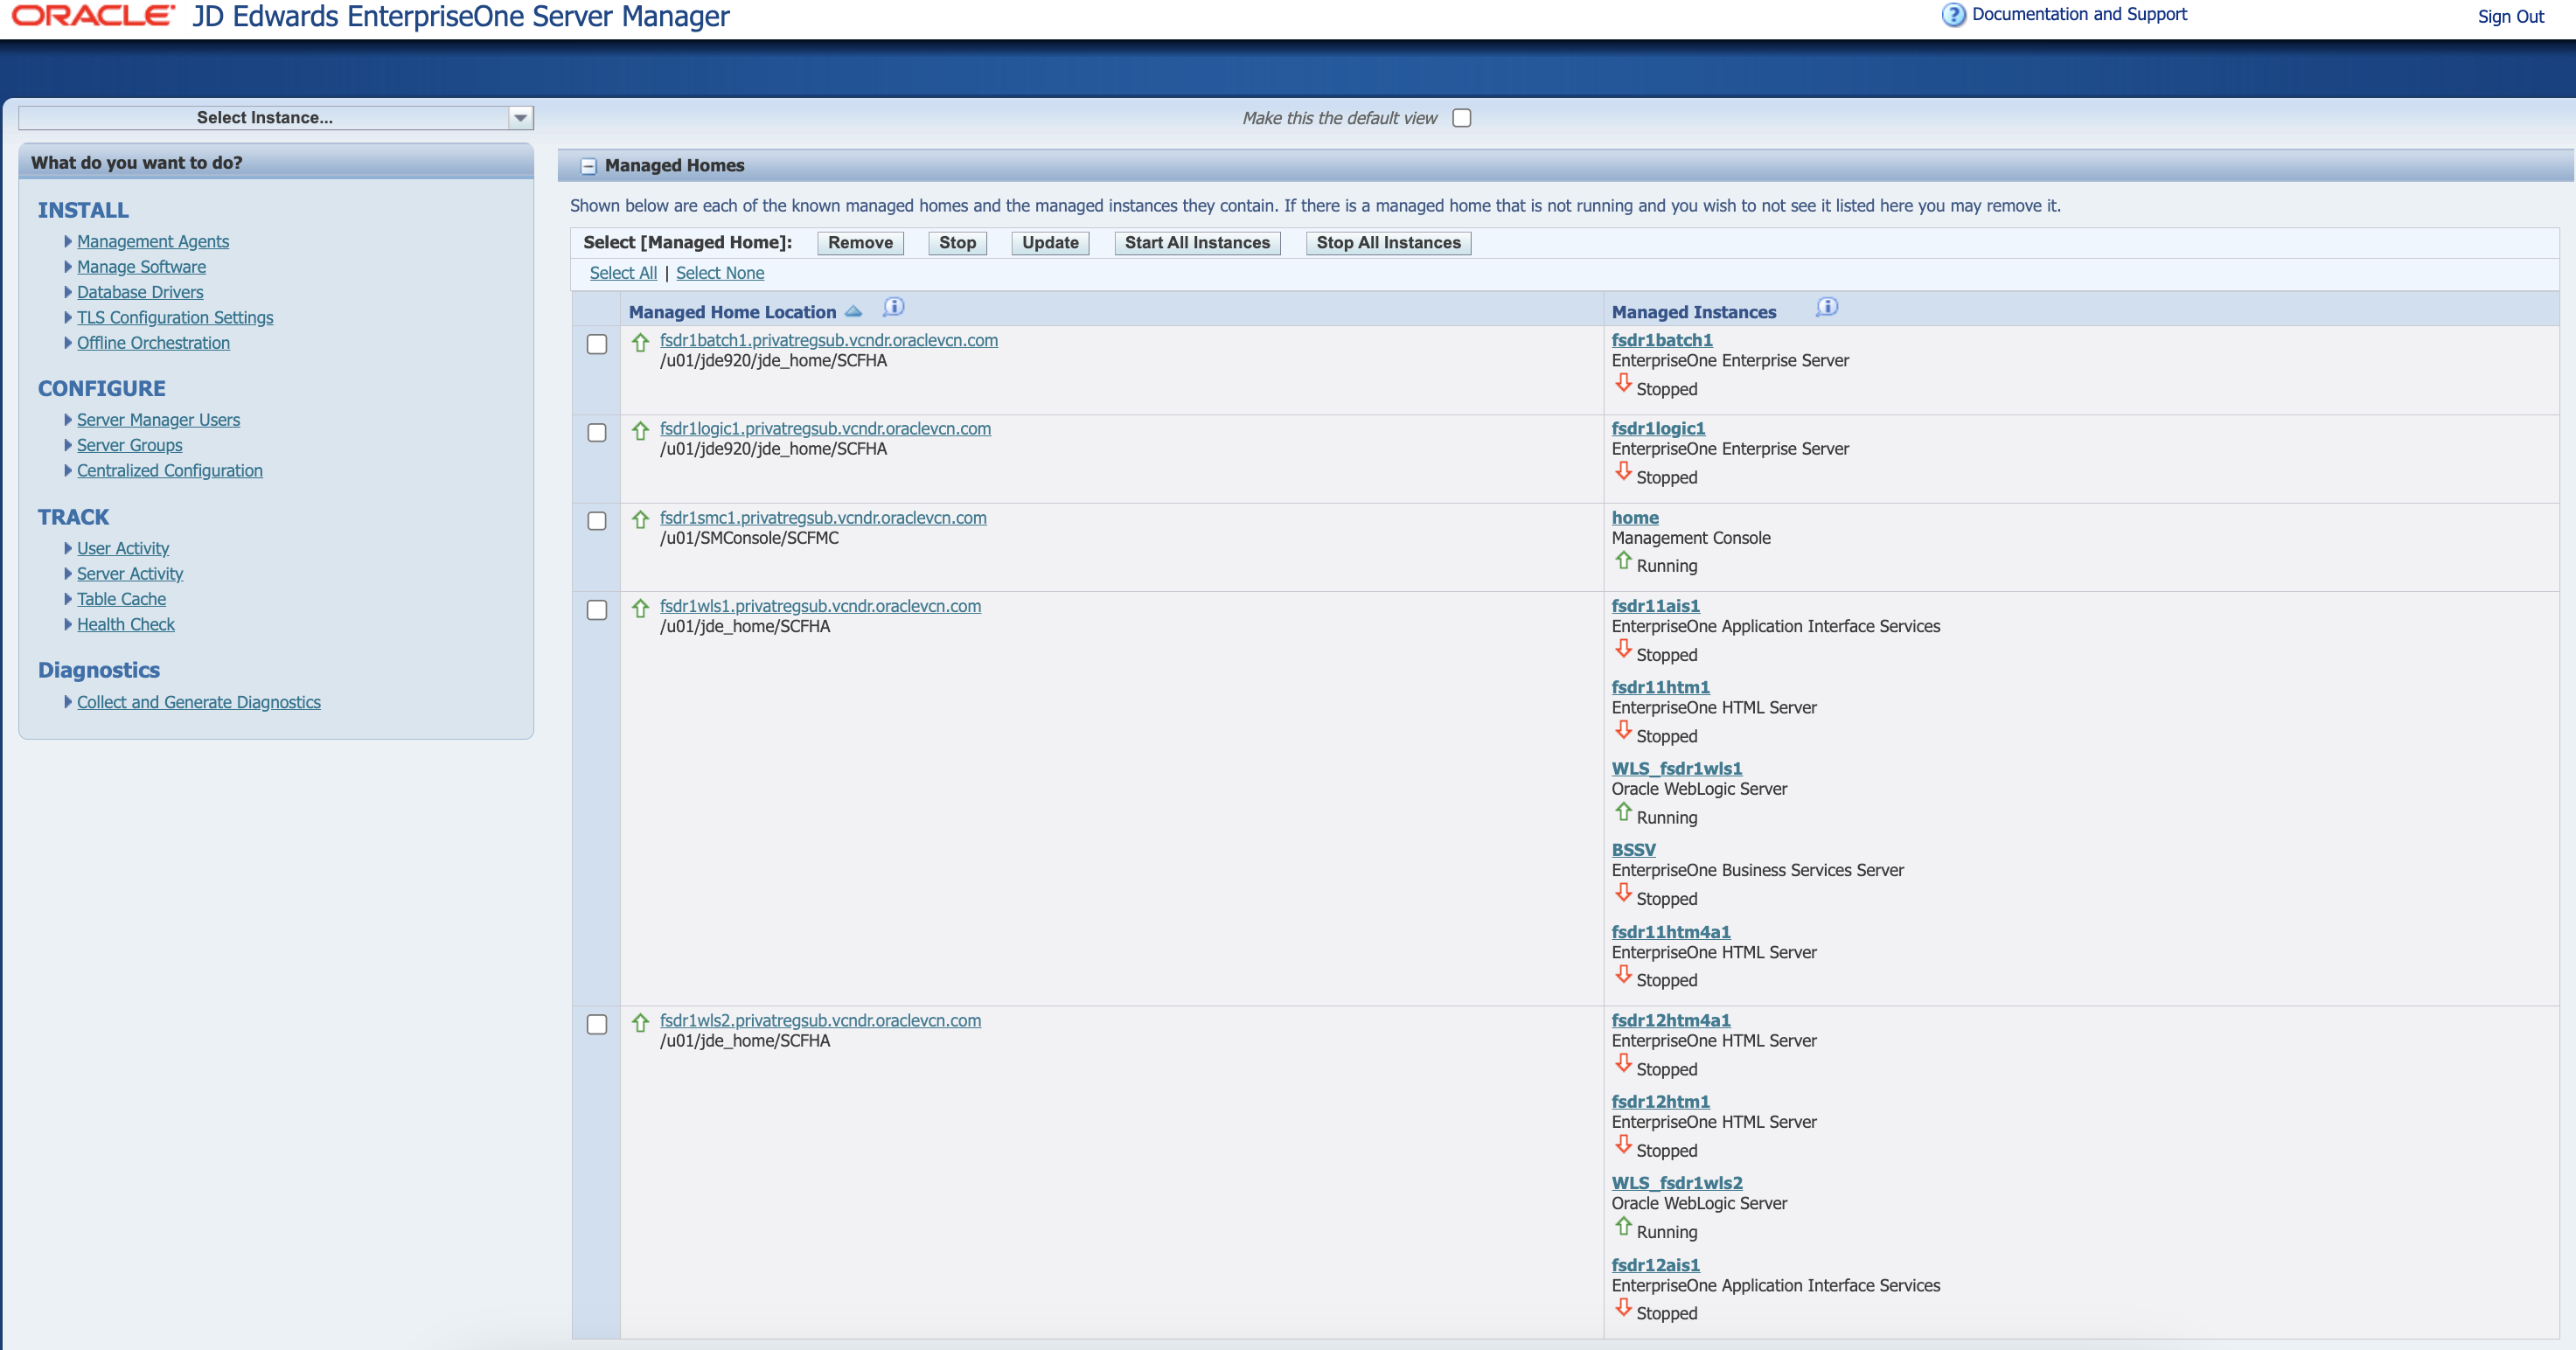 ORACLE JD Edwards EnterpriseOne Server Manager
Documentation and Support
Sign Out
Select Instance...
Make this the default view
What do you want to do?
INSTALL
Management Agents
Manage Software
Database Drivers
TLS Configuration Settings
Offline Orchestration
CONFIGURE
Server Manager Users
Server Groups
Centralized Configuration
TRACK
User Activity
Server Activity
Table Cache
Health Check
Diagnostics
Collect and Generate Diagnostics
Managed Homes
Shown below are each of the known managed homes and the managed instances they contain. If there is a managed home that is not running and you wish to not see it listed here you may remove it.
Select [Managed Home]: Remove Stop Update Start All Instances Stop All Instances
Select All | Select None
Managed Home Location Managed Instances
fsdr1batch1.privatregsub.vcndr.oraclevcn.com
/u01/jde920/jde_home/SCFHA
fsdr1batch1
EnterpriseOne Enterprise Server
Stopped
fsdr1logic1.privatregsub.vcndr.oraclevcn.com
/u01/jde920/jde_home/SCFHA
fsdr1logic1
EnterpriseOne Enterprise Server
Stopped
fsdr1smc1.privatregsub.vcndr.oraclevcn.com
/u01/SMConsole/SCFMC
home
Management Console
Running
fsdr1wls1.privatregsub.vcndr.oraclevcn.com
/u01/jde_home/SCFHA
fsdr11ais1
EnterpriseOne Application Interface Services
Stopped
fsdr11htm1
EnterpriseOne HTML Server
Stopped
WLS_fsdr1wls1
Oracle WebLogic Server
Running
BSSV
EnterpriseOne Business Services Server
Stopped
fsdr11htm4a1
EnterpriseOne HTML Server
Stopped
fsdr1wls2.privatregsub.vcndr.oraclevcn.com
/u01/jde_home/SCFHA
fsdr12htm4a1
EnterpriseOne HTML Server
Stopped
fsdr12htm1
EnterpriseOne HTML Server
Stopped
WLS_fsdr1wls2
Oracle WebLogic Server
Running
fsdr12ais1
EnterpriseOne Application Interface Services
Stopped